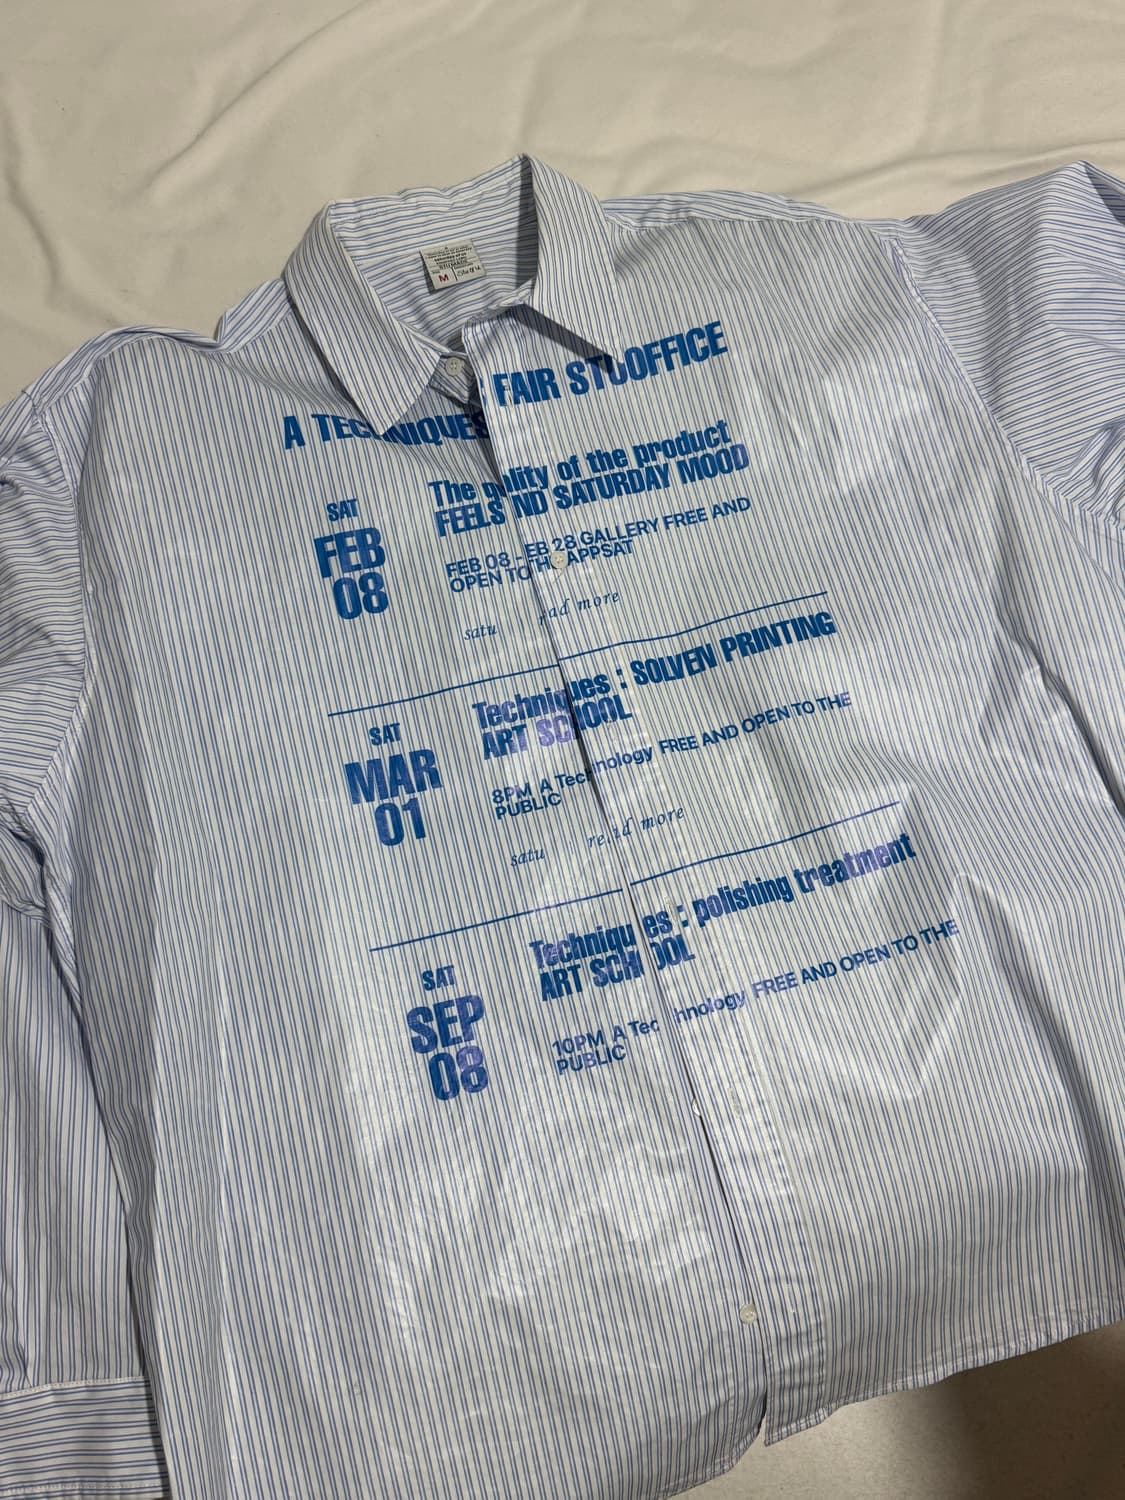 M
FAIR STUOFFICE
A TECHNIQUES
The quality of the product
FEELS ND SATURDAY MOOD
SAT
FEB
08
FEB 08 - EB 28 GALLERY FREE AND
OPEN TO TH APPSAT
satu ad more
Techniques : SOLVEN PRINTING
ART SCHOOL
SAT
MAR
01
8PM A Technology FREE AND OPEN TO THE
PUBLIC
satu read more
Techniques : polishing treatment
ART SCHOOL
SAT
SEP
08
10PM A Tec hnology FREE AND OPEN TO THE
PUBLIC